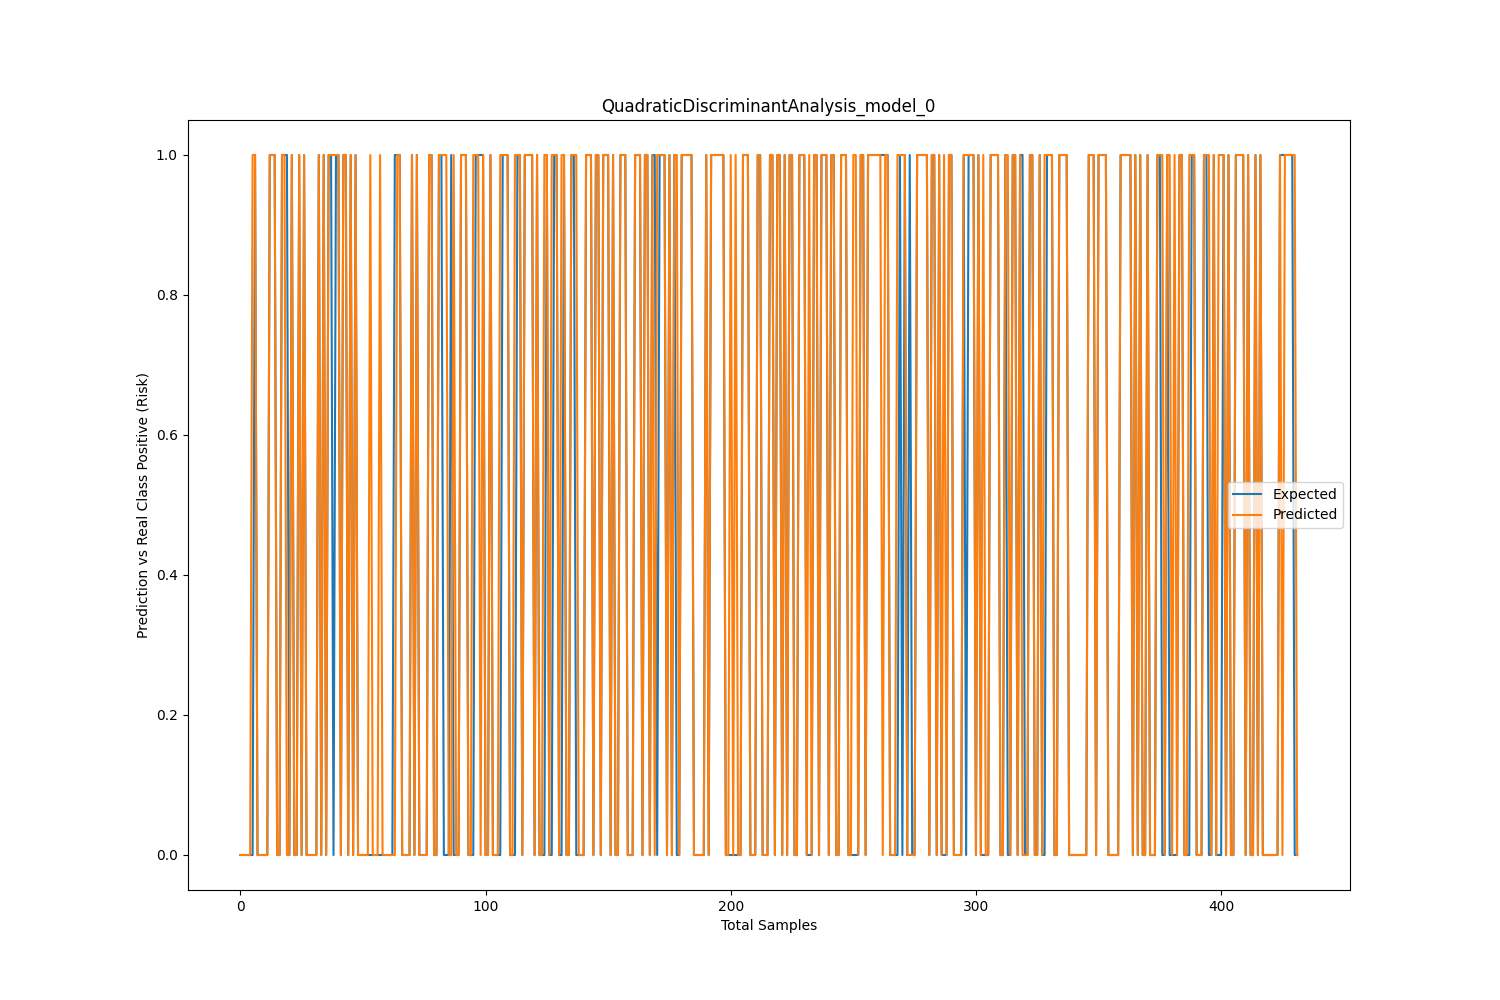 QuadraticDiscriminantAnalysis_model_0
1.0
0.8
0.6
0.4
0.2
0.0
Prediction vs Real Class Positive (Risk)
Expected
Predicted
0
100
200
300
400
Total Samples